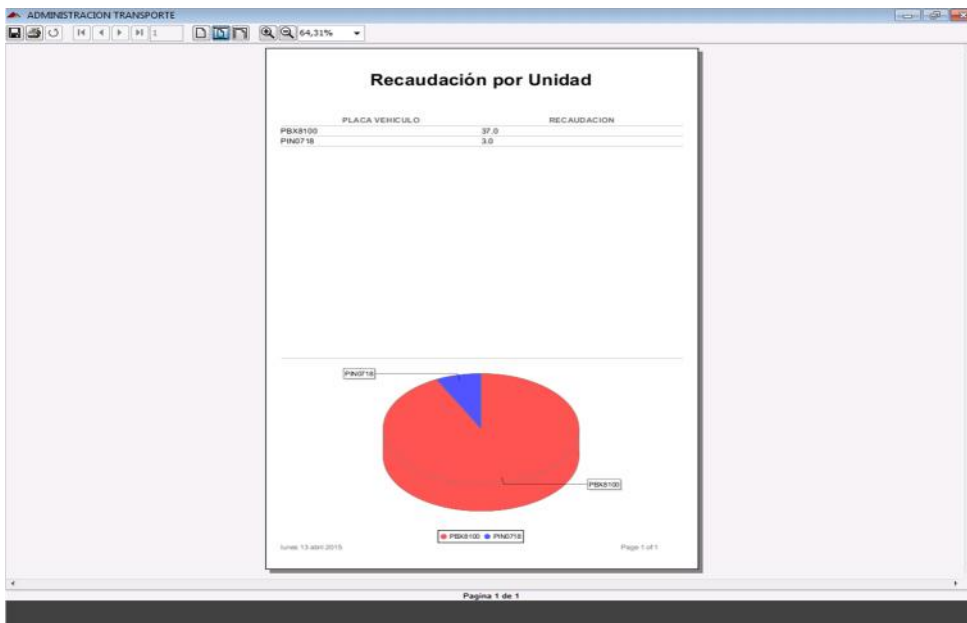 ADMINISTRACION TRANSPORTE
1
64,31%
Recaudación por Unidad
PLACA VEHICULO RECAUDACION
PBX8100 37.0
PIN0718 3.0
PIN0718
PBX8100
PBX8100 PIN0718
lunes 13 abril 2015 Page 1 of 1
Pagina 1 de 1